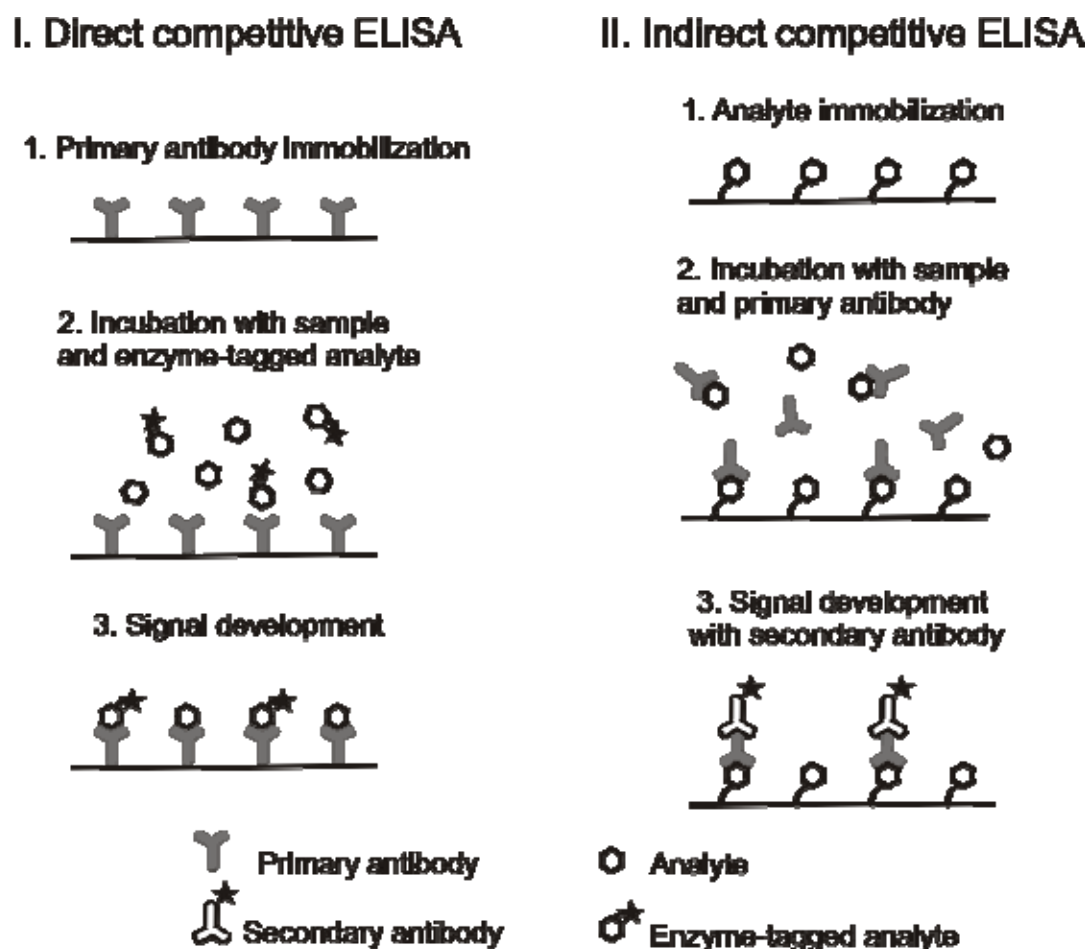 I. Direct competitive ELISA
1. Primary antibody immobilization
2. Incubation with sample
and enzyme-tagged analyte
3. Signal development
II. Indirect competitive ELISA
1. Analyte immobilization
2. Incubation with sample
and primary antibody
3. Signal development
with secondary antibody
Primary antibody
Secondary antibody
Analyte
Enzyme-tagged analyte